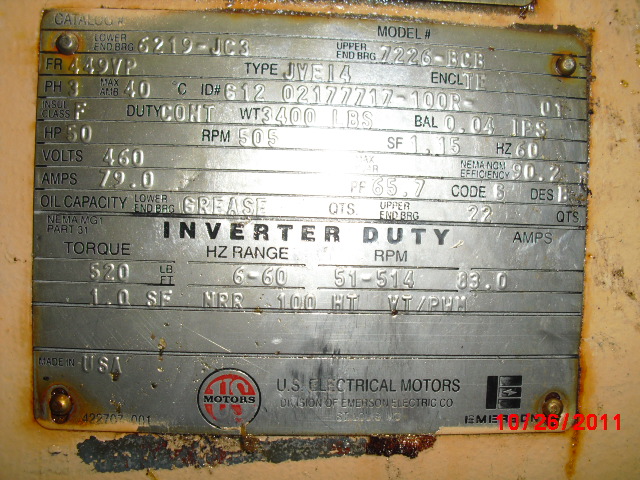 CATALOG # MODEL #
LOWER END BRG 6219-JC3 UPPER END BRG 7226-BCB
FR 449VP TYPE JVE14 ENCL TE
PH 3 MAX AMB 40 °C ID# G12 02177717-100R- 01
INSUL CLASS F DUTY CONT WT 3400 LBS BAL 0.04 IPS
HP 50 RPM 505 SF 1.15 HZ 60
VOLTS 460 MAX NEMA NOM EFFICIENCY 90.2
AMPS 79.0 PF 65.7 CODE G DES B
OIL CAPACITY LOWER END BRG GREASE QTS UPPER END BRG 22 QTS
NEMA MG1 PART 31 INVERTER DUTY
TORQUE HZ RANGE RPM AMPS
520 LB FT 6-60 51-514 83.0
1.0 SF NRR 100 HT VT/PWM
MADE IN USA
US MOTORS
U.S. ELECTRICAL MOTORS
DIVISION OF EMERSON ELECTRIC CO
EMERSON
422707-001
10/26/2011